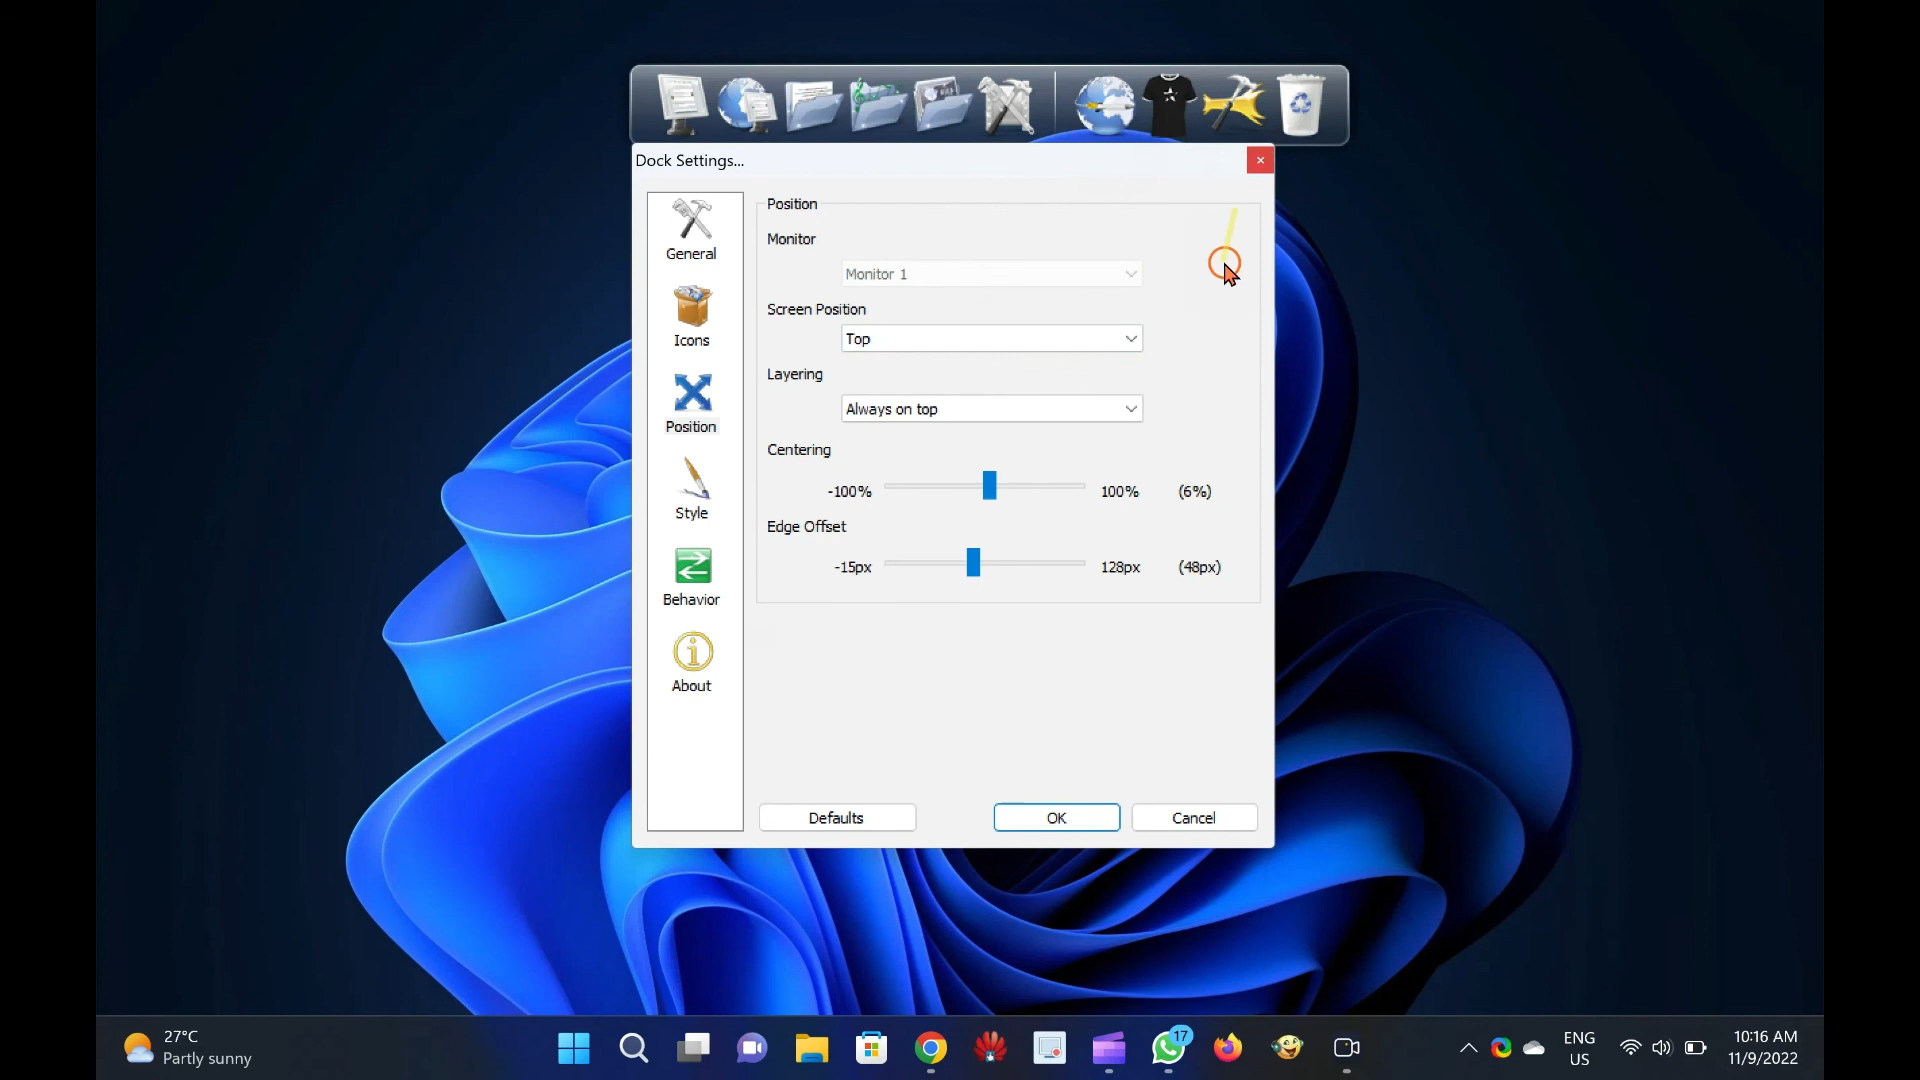 Dock Settings...
General
Icons
Position
Style
Behavior
About
Position
Monitor
Monitor 1
Screen Position
Top
Layering
Always on top
Centering
-100% 100% (6%)
Edge Offset
-15px 128px (48px)
Defaults OK Cancel
27°C
Partly sunny
17
ENG
US
10:16 AM
11/9/2022